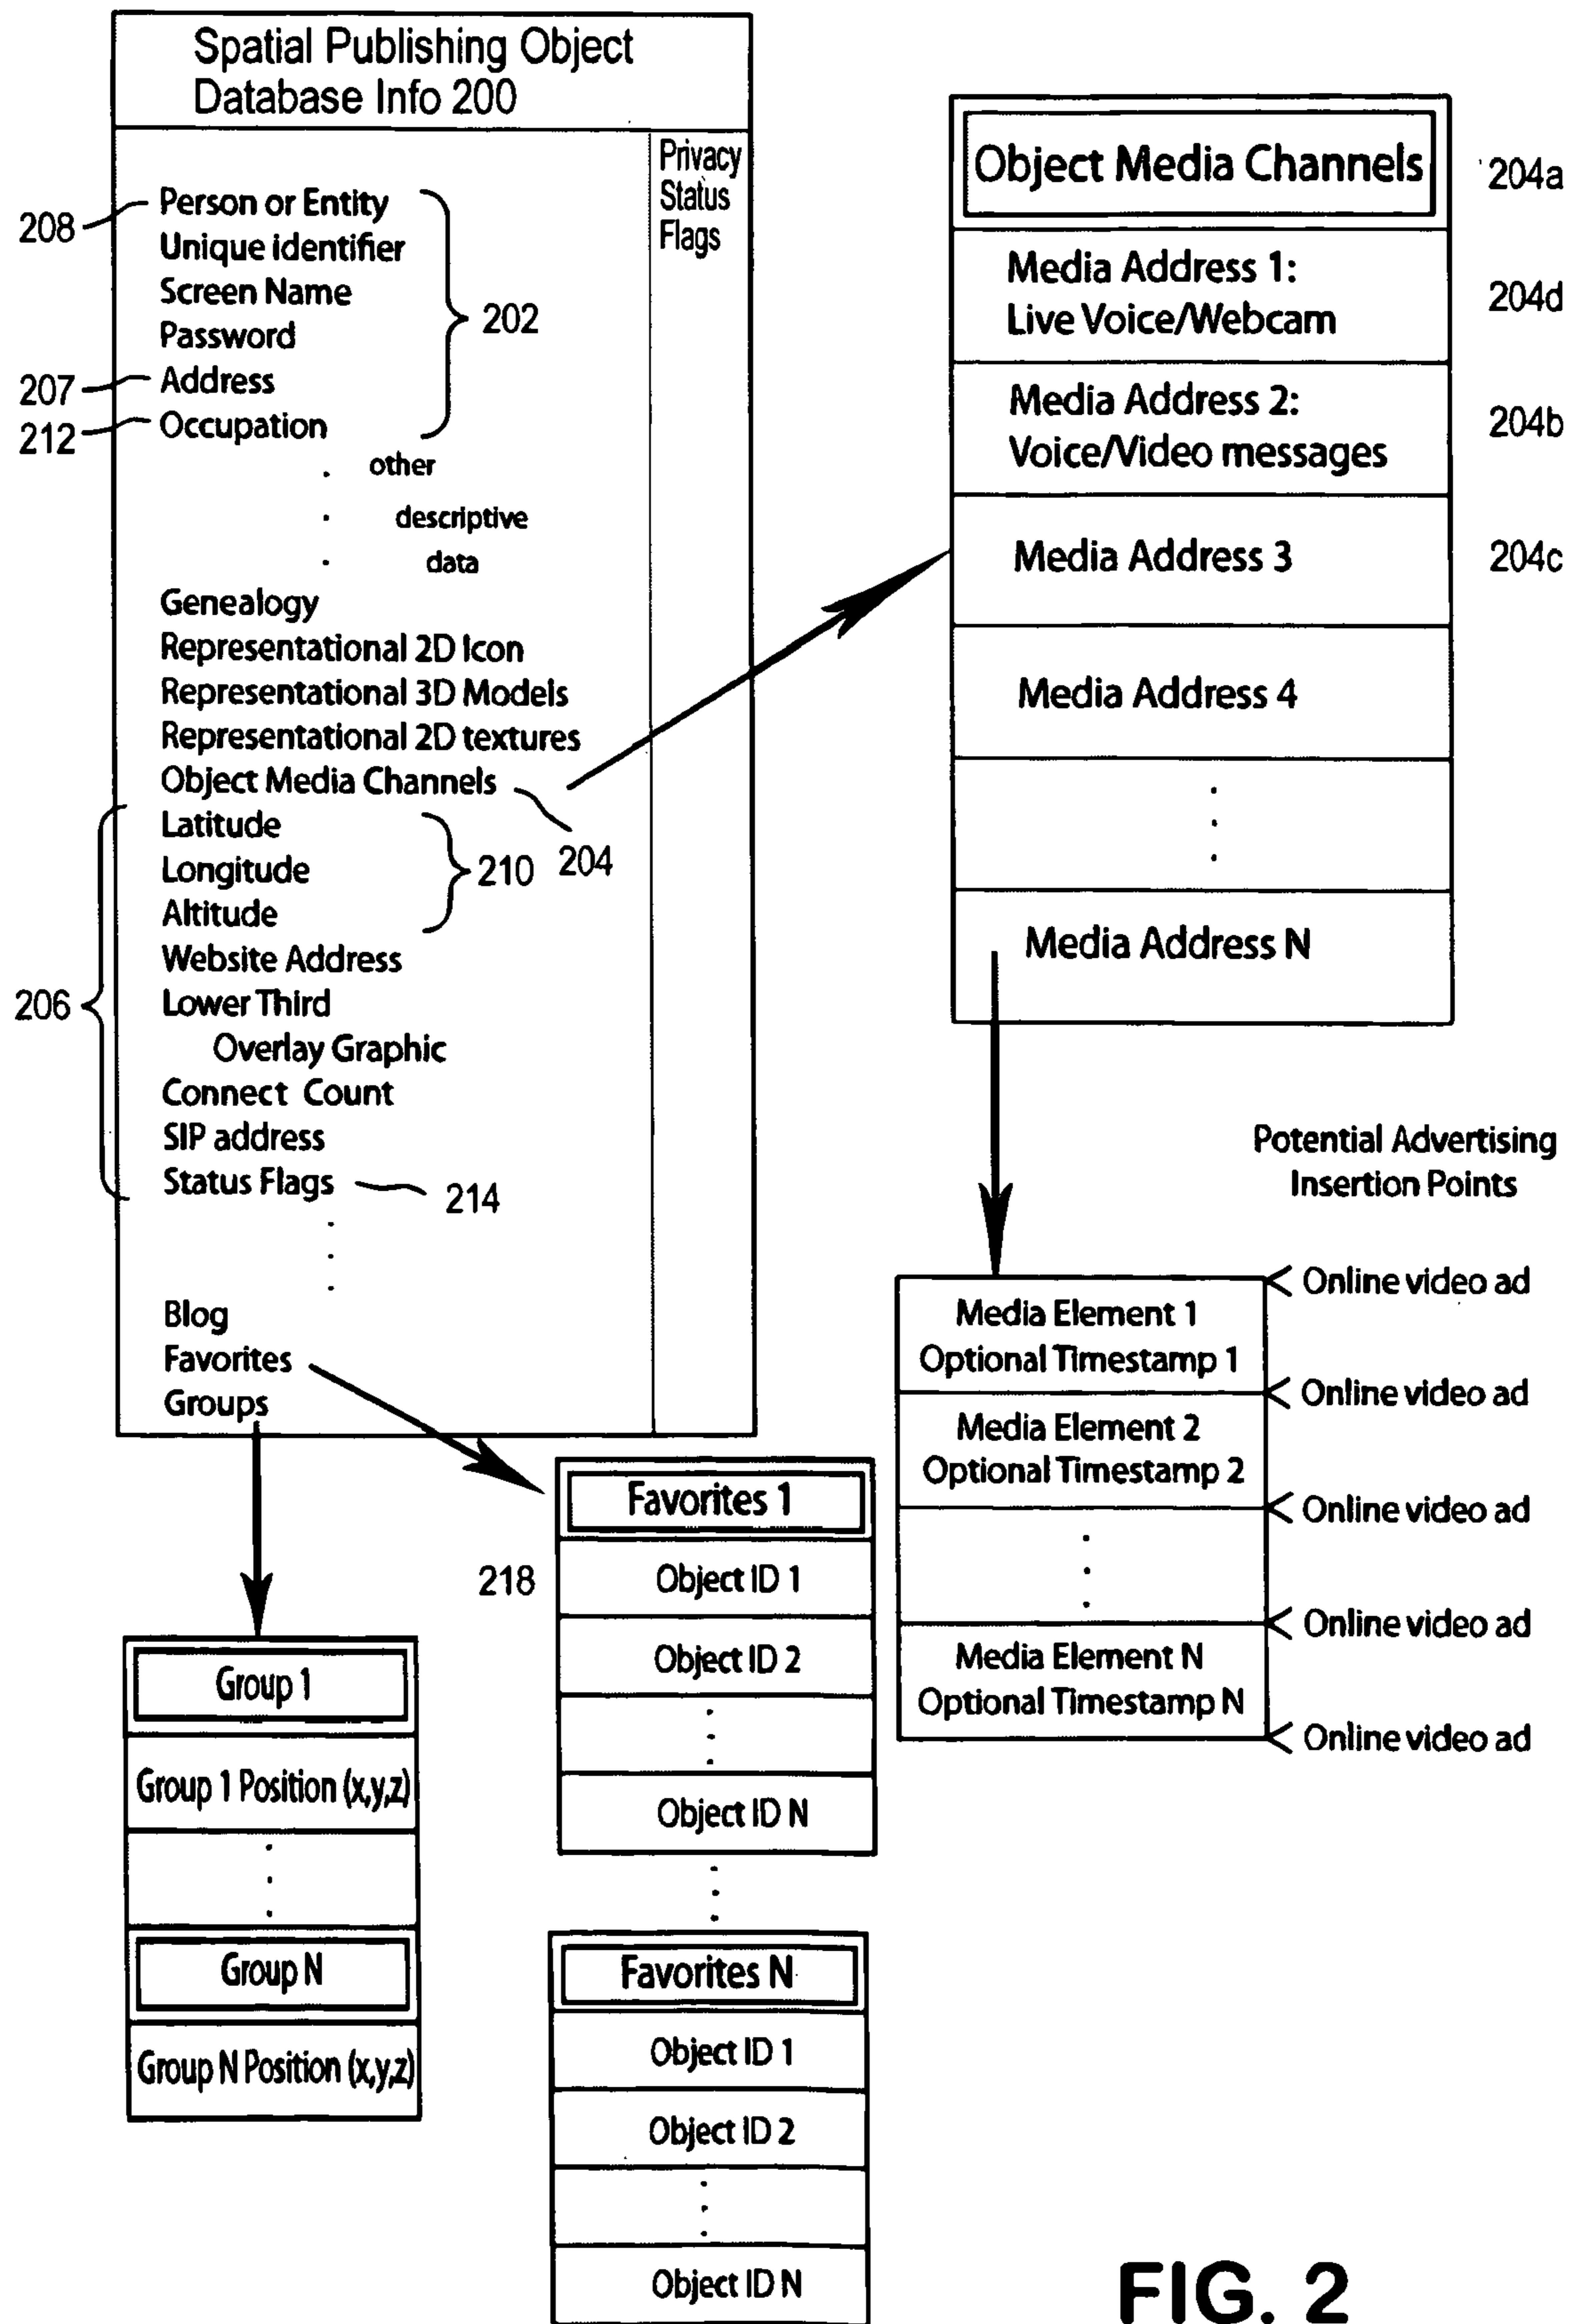 Spatial Publishing Object
Database Info 200
Privacy
Status
Flags
208
Person or Entity
Unique identifier
Screen Name
Password
202
207
Address
212
Occupation
other
descriptive
data
Genealogy
Representational 2D Icon
Representational 3D Models
Representational 2D textures
Object Media Channels
204
206
Latitude
Longitude
Altitude
210
Website Address
Lower Third
Overlay Graphic
Connect Count
SIP address
Status Flags
214
Blog
Favorites
Groups
Object Media Channels
204a
Media Address 1:
Live Voice/Webcam
204d
Media Address 2:
Voice/Video messages
204b
Media Address 3
204c
Media Address 4
Media Address N
Potential Advertising
Insertion Points
Media Element 1
Optional Timestamp 1
Media Element 2
Optional Timestamp 2
Media Element N
Optional Timestamp N
Online video ad
Online video ad
Online video ad
Online video ad
Online video ad
Group 1
Group 1 Position (x,y,z)
Group N
Group N Position (x,y,z)
218
Favorites 1
Object ID 1
Object ID 2
Object ID N
Favorites N
Object ID 1
Object ID 2
Object ID N
FIG. 2